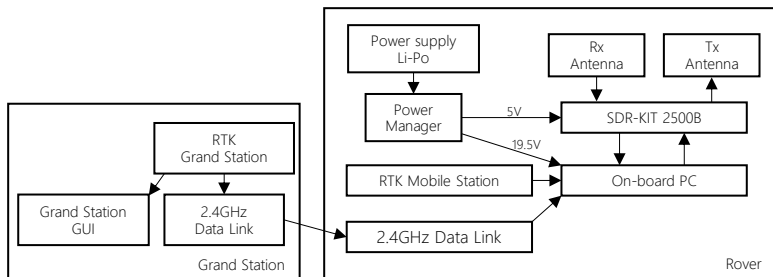 Power supply
Li-Po
Rx
Antenna
Tx
Antenna
Power
Manager
5V
SDR-KIT 2500B
19.5V
RTK
Grand Station
RTK Mobile Station
On-board PC
Grand Station
GUI
2.4GHz
Data Link
2.4GHz Data Link
Grand Station
Rover